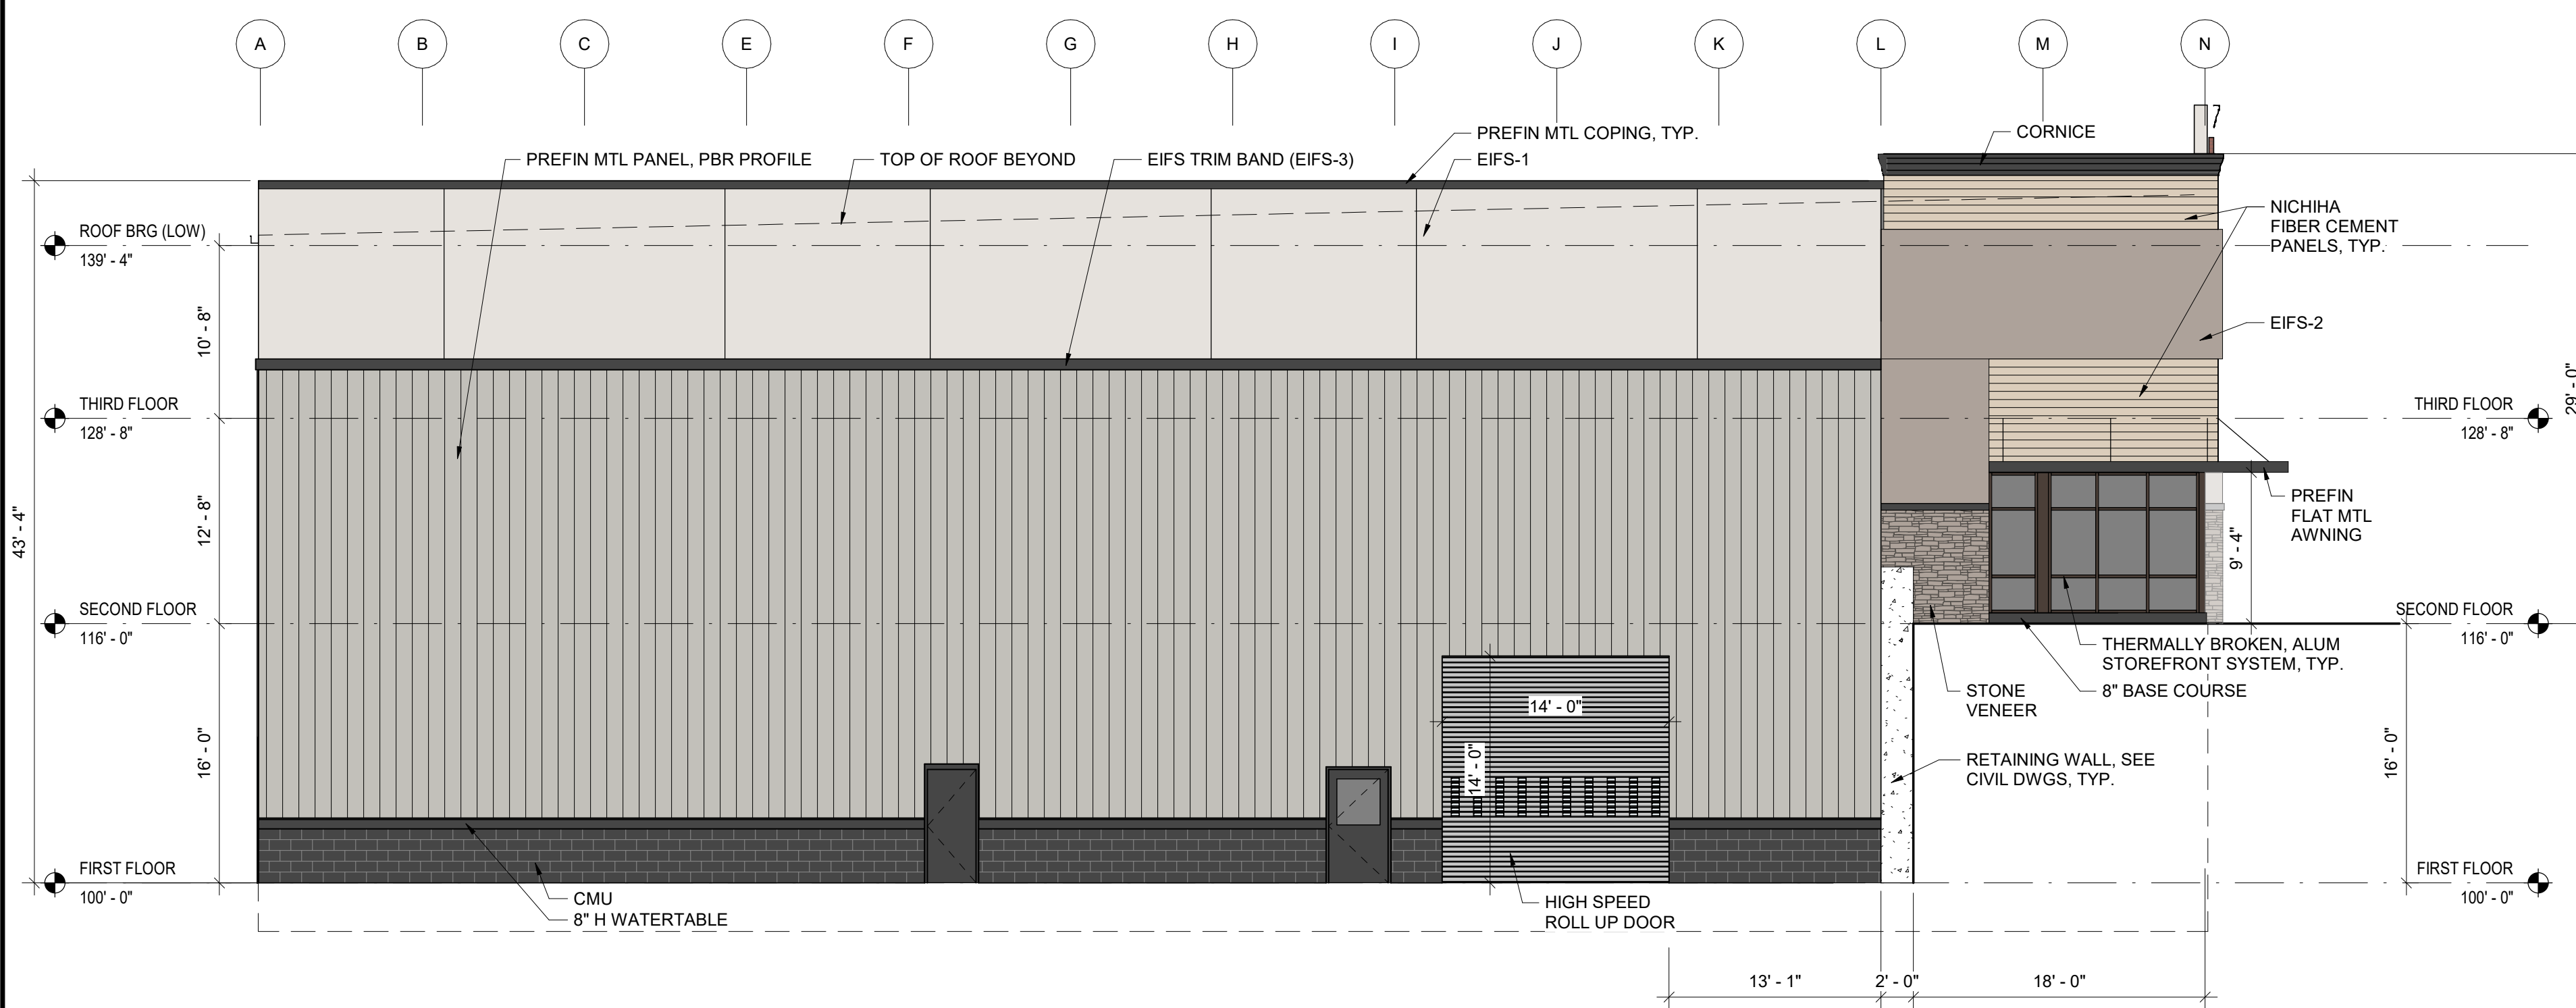 A B C E F G H I J K L M N
PREFIN MTL COPING, TYP.
CORNICE
PREFIN MTL PANEL, PBR PROFILE
TOP OF ROOF BEYOND
EIFS TRIM BAND (EIFS-3)
EIFS-1
NICHIHA
FIBER CEMENT
PANELS, TYP.
ROOF BRG (LOW)
139' - 4"
10' - 8"
EIFS-2
29' - 0"
THIRD FLOOR
128' - 8"
THIRD FLOOR
128' - 8"
43' - 4"
12' - 8"
PREFIN
FLAT MTL
AWNING
9' - 4"
SECOND FLOOR
116' - 0"
SECOND FLOOR
116' - 0"
THERMALLY BROKEN, ALUM
STOREFRONT SYSTEM, TYP.
8" BASE COURSE
STONE
VENEER
14' - 0"
14' - 0"
16' - 0"
16' - 0"
RETAINING WALL, SEE
CIVIL DWGS, TYP.
FIRST FLOOR
100' - 0"
FIRST FLOOR
100' - 0"
CMU
8" H WATERTABLE
HIGH SPEED
ROLL UP DOOR
13' - 1"
2' - 0"
18' - 0"